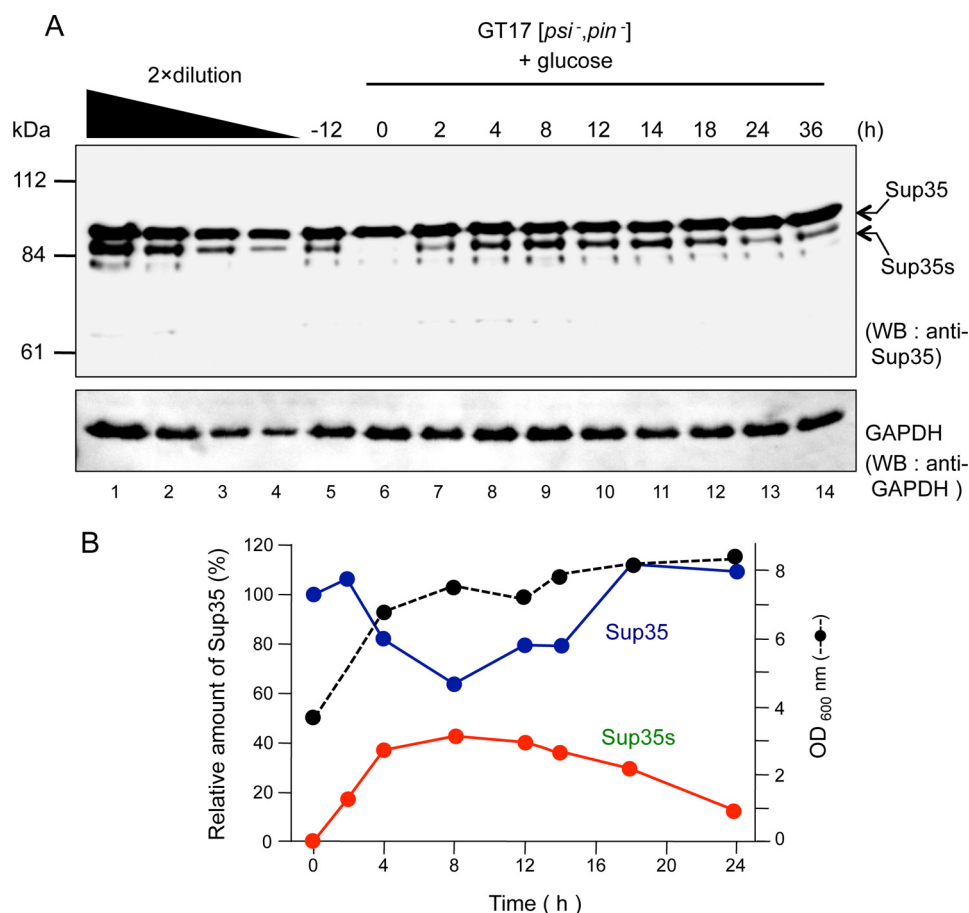 A
GT17 [psi⁻,pin⁻]
+ glucose
2×dilution
kDa -12 0 2 4 8 12 14 18 24 36 (h)
112
Sup35
84
Sup35s
(WB : anti-
61 Sup35)
GAPDH
(WB : anti-
1 2 3 4 5 6 7 8 9 10 11 12 13 14 GAPDH )
B
Relative amount of Sup35 (%)
120
100
80
60
40
20
0
Sup35
Sup35s
8
6
4
2
0
OD 600 nm ( )
0 4 8 12 16 20 24
Time ( h )